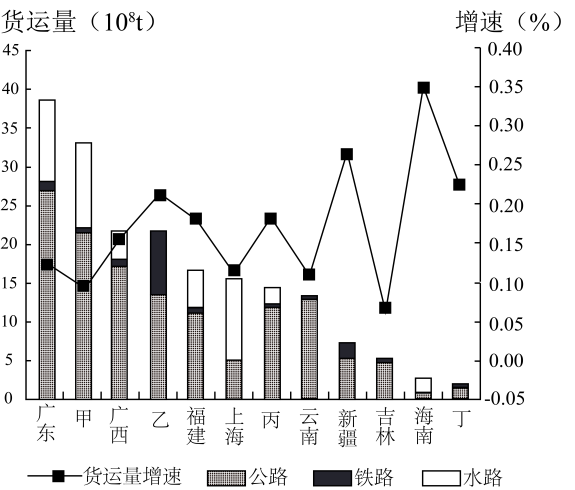 货运量（10⁸t）
增速（%）
45
40
35
30
25
20
15
10
5
0
0.40
0.35
0.30
0.25
0.20
0.15
0.10
0.05
0.00
-0.05
广东
甲
广西
乙
福建
上海
丙
云南
新疆
吉林
海南
丁
货运量增速
公路
铁路
水路